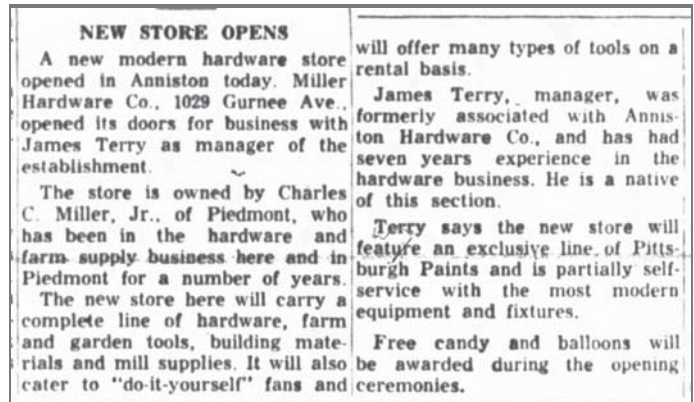 NEW STORE OPENS
A new modern hardware store
opened in Anniston today. Miller
Hardware Co., 1029 Gurnee Ave.,
opened its doors for business with
James Terry as manager of the
establishment.
The store is owned by Charles
C. Miller, Jr., of Piedmont, who
has been in the hardware and
farm supply business here and in
Piedmont for a number of years.
The new store here will carry a
complete line of hardware, farm
and garden tools, building mate-
rials and mill supplies. It will also
cater to "do-it-yourself" fans and
will offer many types of tools on a
rental basis.
James Terry, manager, was
formerly associated with Annis-
ton Hardware Co., and has had
seven years experience in the
hardware business. He is a native
of this section.
Terry says the new store will
feature an exclusive line of Pitts-
burgh Paints and is partially self-
service with the most modern
equipment and fixtures.
Free candy and balloons will
be awarded during the opening
ceremonies.